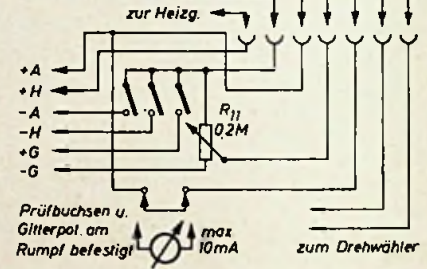 zur Heizg.
+A
+H
-A
-H
+G
-G
R11
0,2M
Prüfbuchsen u.
Gitterpot. am
Rumpf befestigt
max
10mA
zum Drehwähler